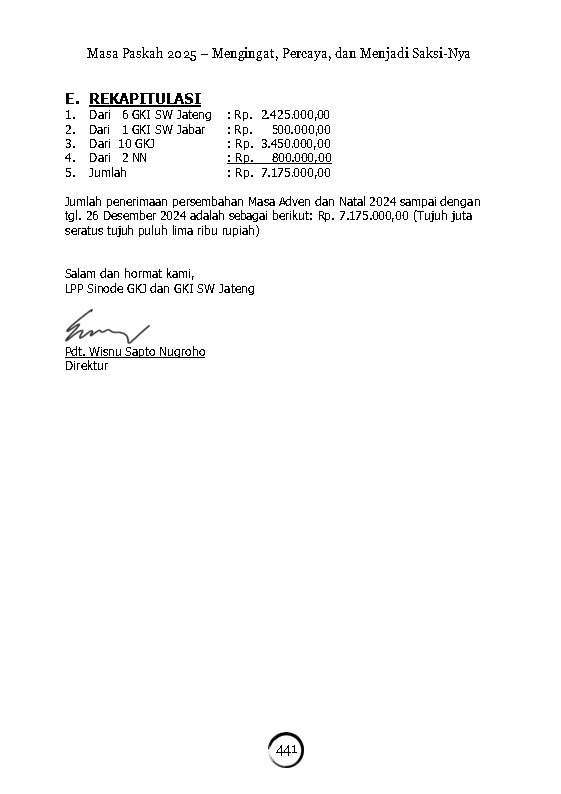 Masa Paskah 2025 – Mengingat, Percaya, dan Menjadi Saksi-Nya
E. REKAPITULASI
1. Dari 6 GKI SW Jateng : Rp. 2.425.000,00
2. Dari 1 GKI SW Jabar : Rp. 500.000,00
3. Dari 10 GKJ : Rp. 3.450.000,00
4. Dari 2 NN : Rp. 800.000,00
5. Jumlah : Rp. 7.175.000,00
Jumlah penerimaan persembahan Masa Adven dan Natal 2024 sampai dengan
tgl. 26 Desember 2024 adalah sebagai berikut: Rp. 7.175.000,00 (Tujuh juta
seratus tujuh puluh lima ribu rupiah)
Salam dan hormat kami,
LPP Sinode GKJ dan GKI SW Jateng
Pdt. Wisnu Sapto Nugroho
Direktur
441